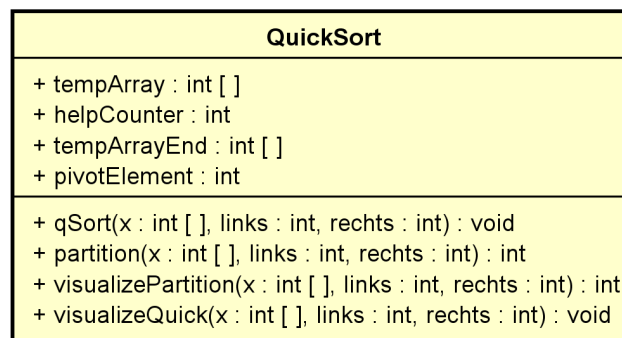 QuickSort
+ tempArray : int [ ]
+ helpCounter : int
+ tempArrayEnd : int [ ]
+ pivotElement : int
+ qSort(x : int [ ], links : int, rechts : int) : void
+ partition(x : int [ ], links : int, rechts : int) : int
+ visualizePartition(x : int [ ], links : int, rechts : int) : int
+ visualizeQuick(x : int [ ], links : int, rechts : int) : void